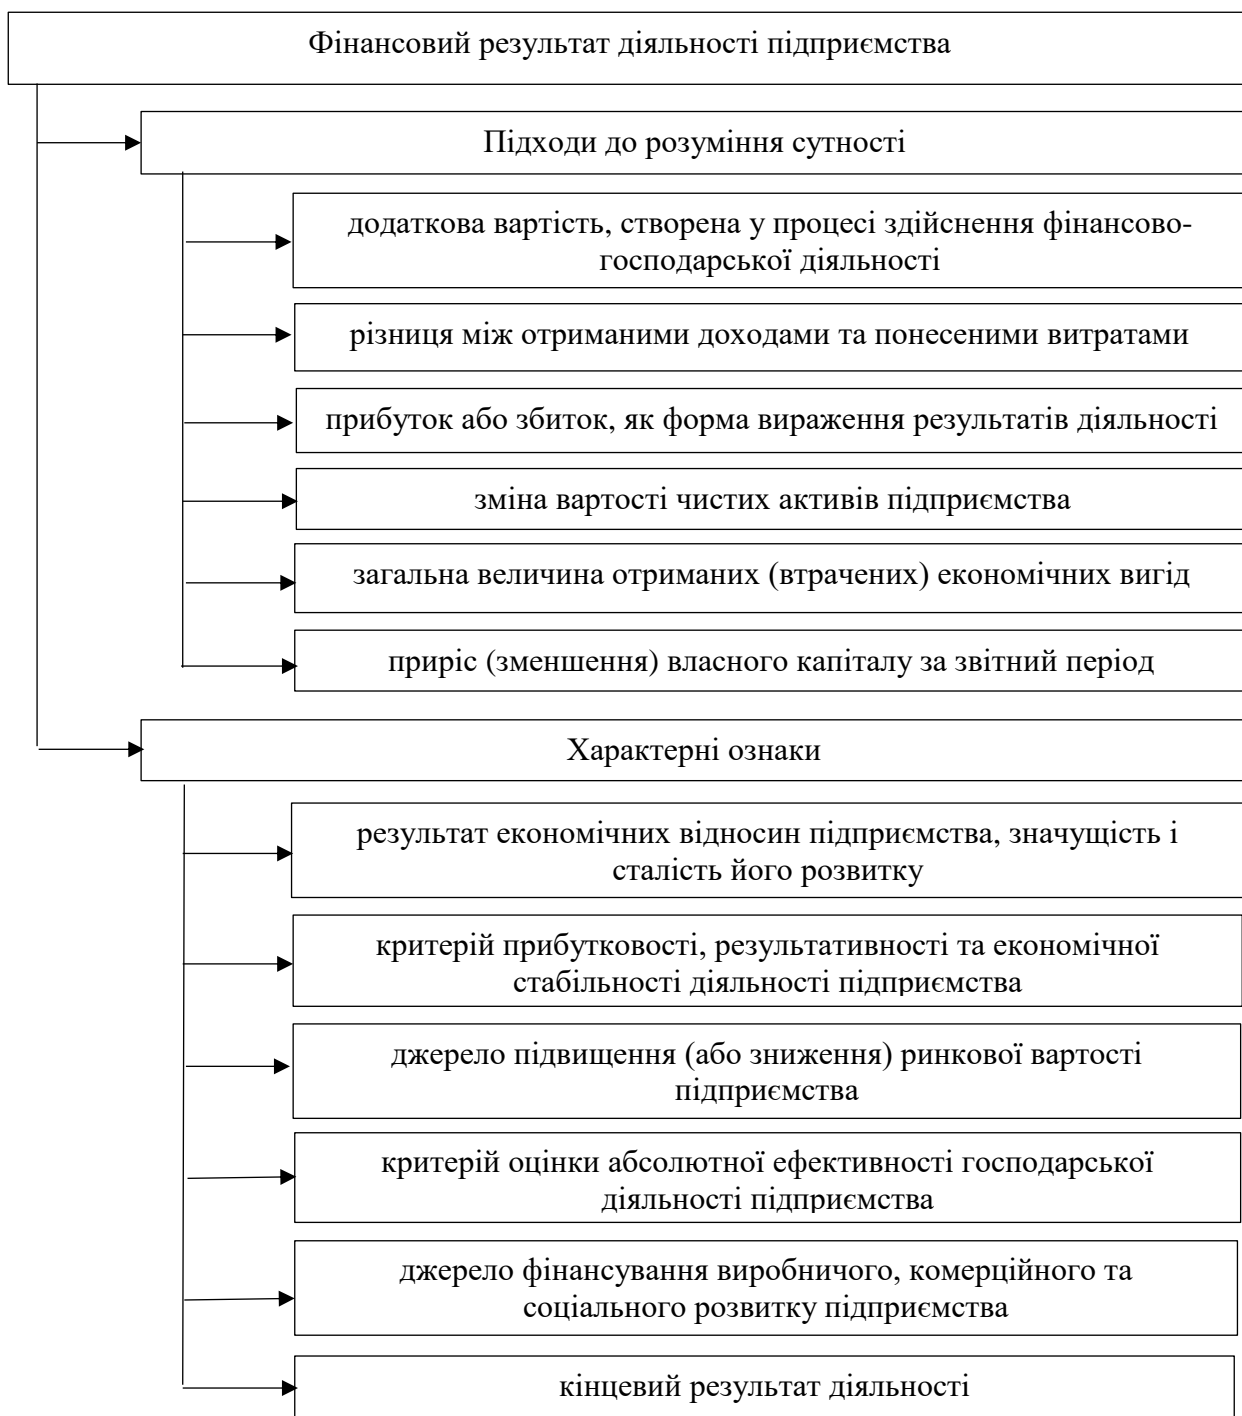 Фінансовий результат діяльності підприємства
Підходи до розуміння сутності
додаткова вартість, створена у процесі здійснення фінансово-
господарської діяльності
різниця між отриманими доходами та понесеними витратами
прибуток або збиток, як форма вираження результатів діяльності
зміна вартості чистих активів підприємства
загальна величина отриманих (втрачених) економічних вигід
приріс (зменшення) власного капіталу за звітний період
Характерні ознаки
результат економічних відносин підприємства, значущість і
сталість його розвитку
критерій прибутковості, результативності та економічної
стабільності діяльності підприємства
джерело підвищення (або зниження) ринкової вартості
підприємства
критерій оцінки абсолютної ефективності господарської
діяльності підприємства
джерело фінансування виробничого, комерційного та
соціального розвитку підприємства
кінцевий результат діяльності